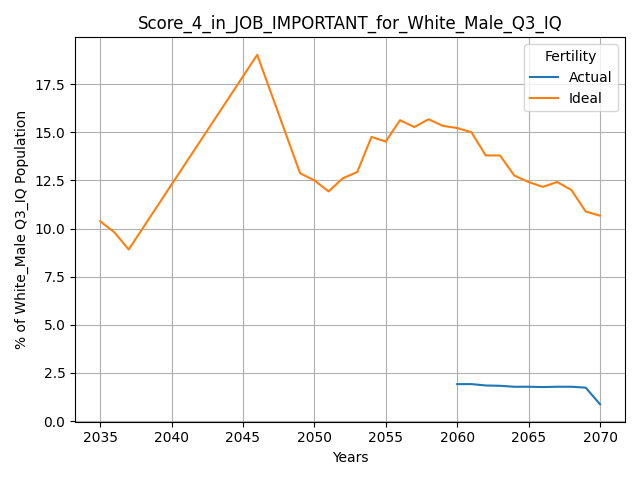 Score_4_in_JOB_IMPORTANT_for_White_Male_Q3_IQ
Fertility
Actual
Ideal
% of White_Male Q3_IQ Population
17.5
15.0
12.5
10.0
7.5
5.0
2.5
0.0
2035 2040 2045 2050 2055 2060 2065 2070
Years